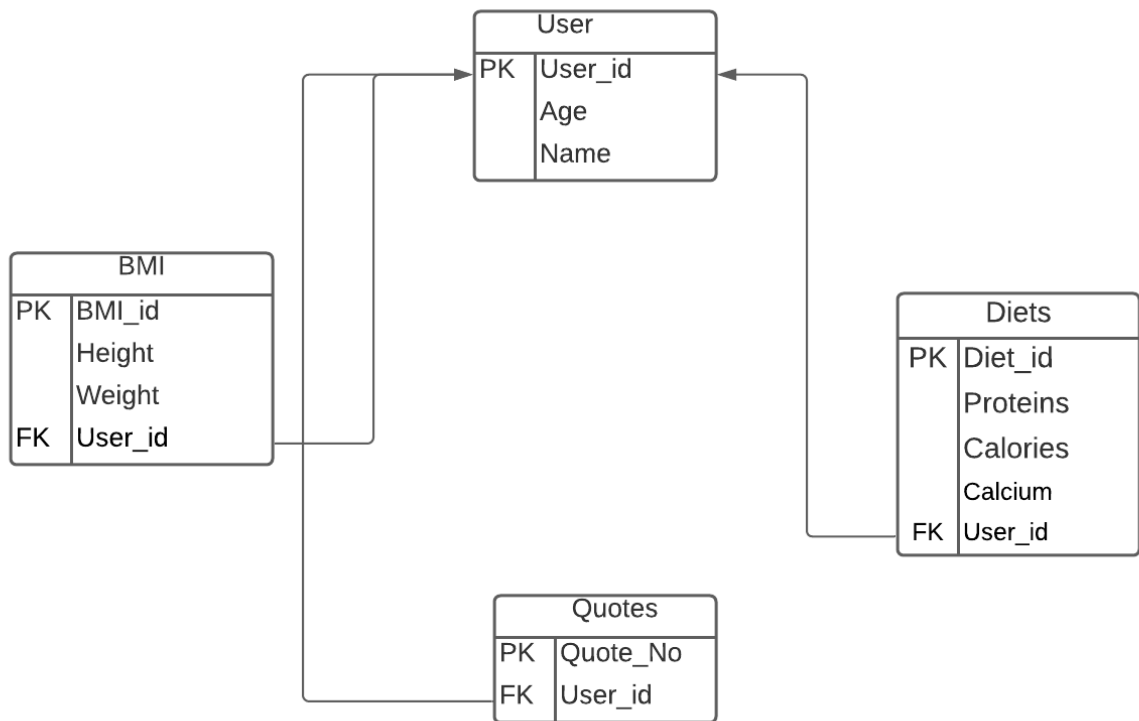 User
PK User_id
Age
Name
BMI
PK BMI_id
Height
Weight
FK User_id
Diets
PK Diet_id
Proteins
Calories
Calcium
FK User_id
Quotes
PK Quote_No
FK User_id